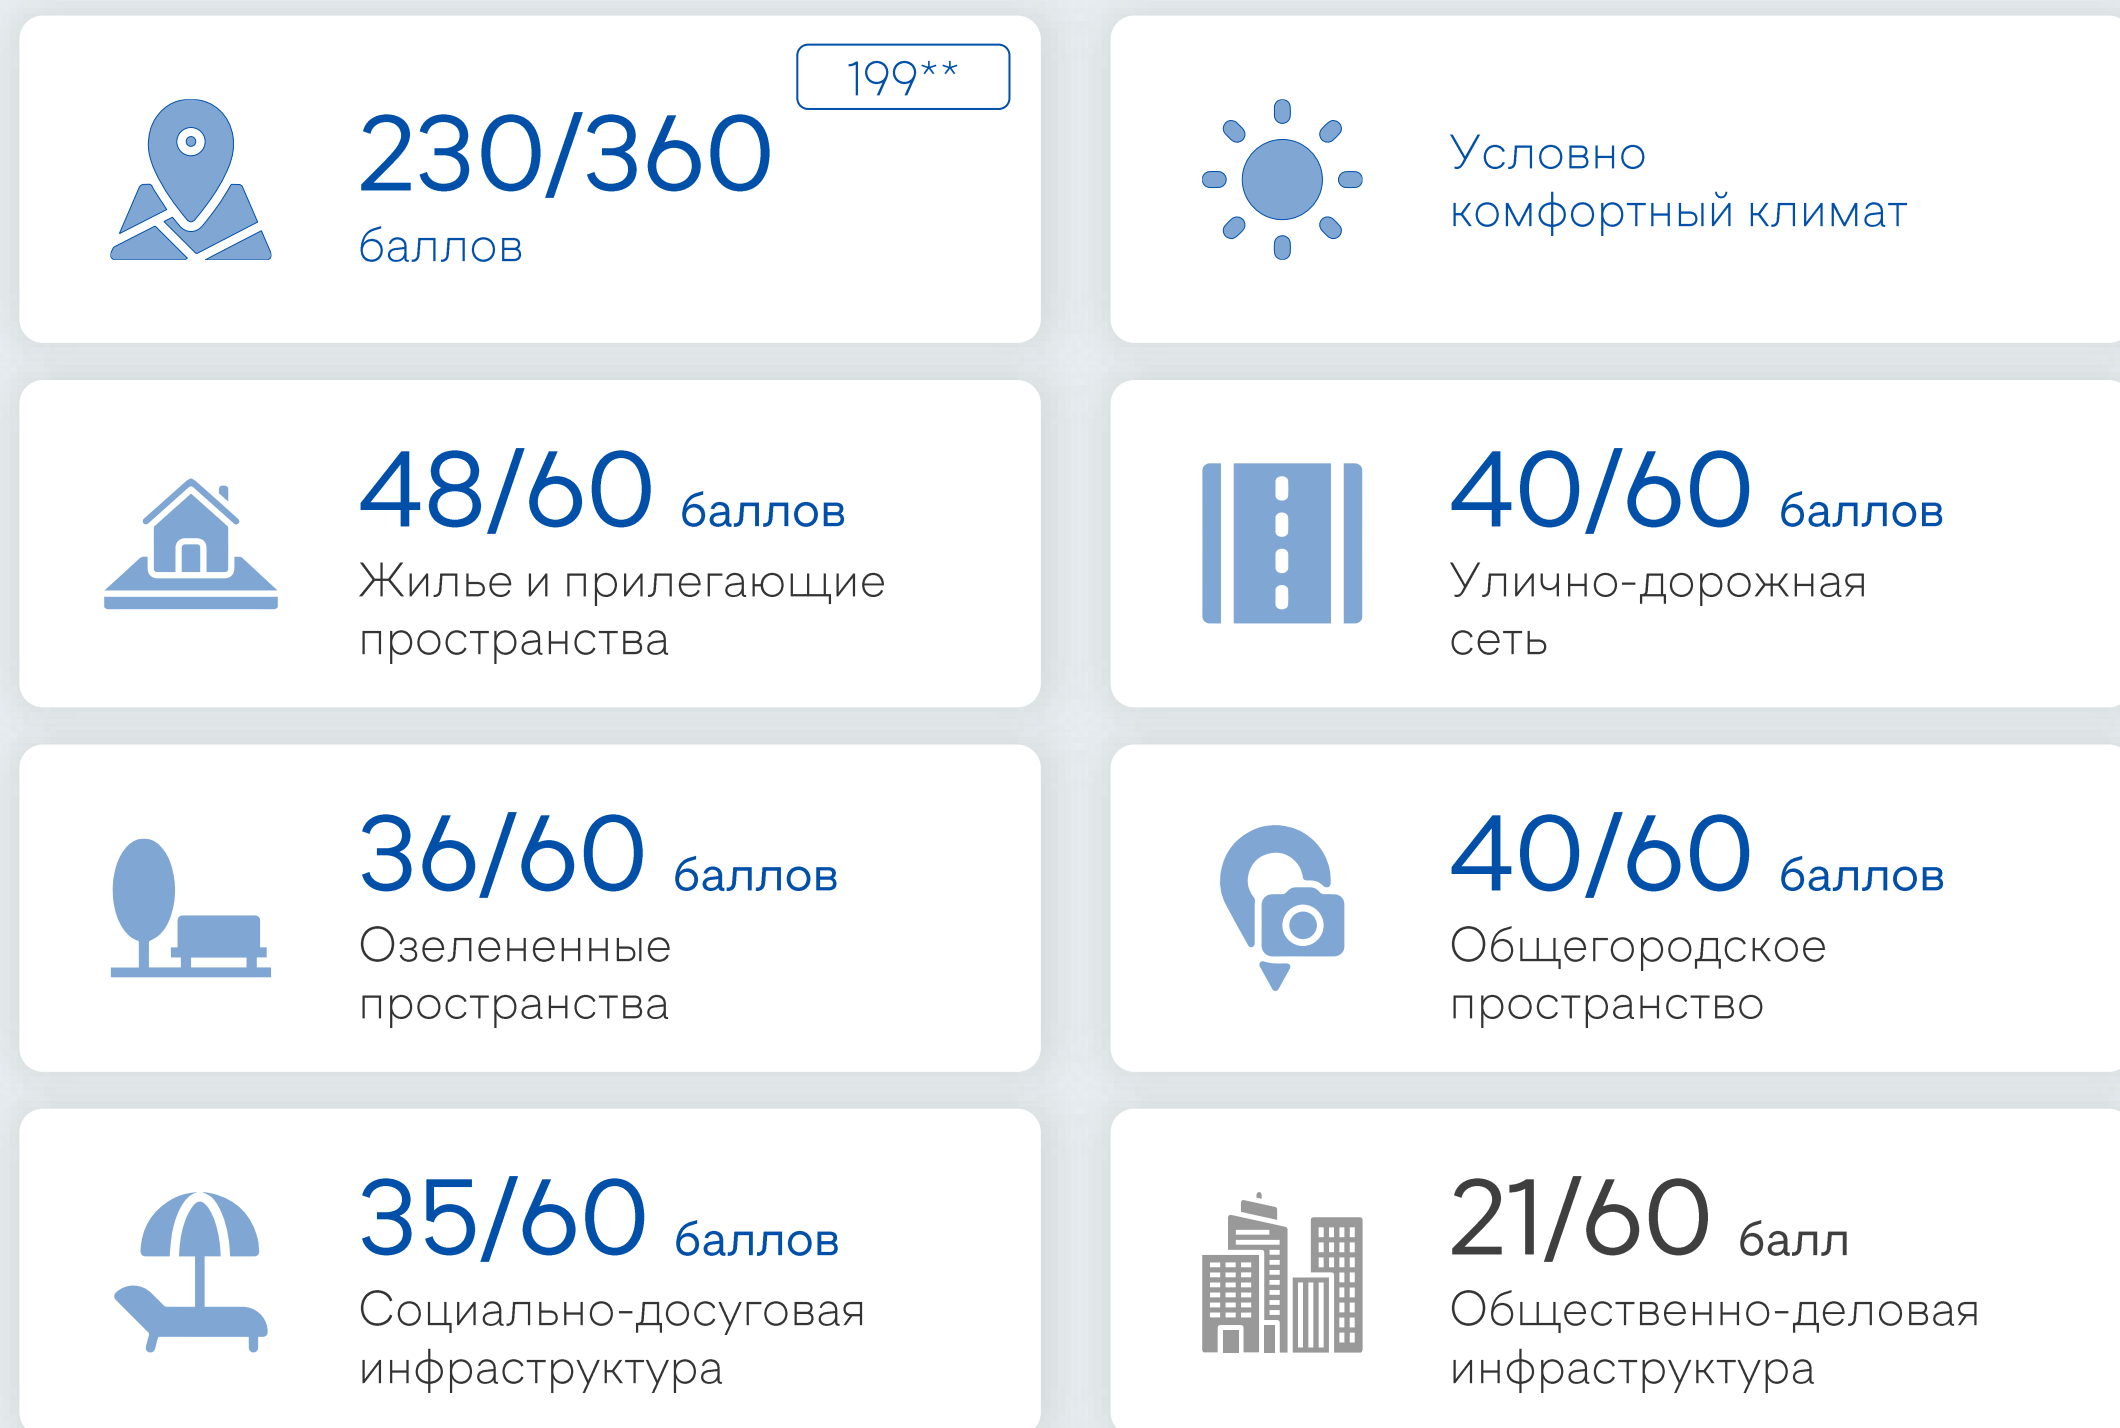 199**
230/360
баллов
Условно
комфортный климат
48/60 баллов
Жилье и прилегающие
пространства
40/60 баллов
Улично-дорожная
сеть
36/60 баллов
Озелененные
пространства
40/60 баллов
Общегородское
пространство
35/60 баллов
Социально-досуговая
инфраструктура
21/60 балл
Общественно-деловая
инфраструктура